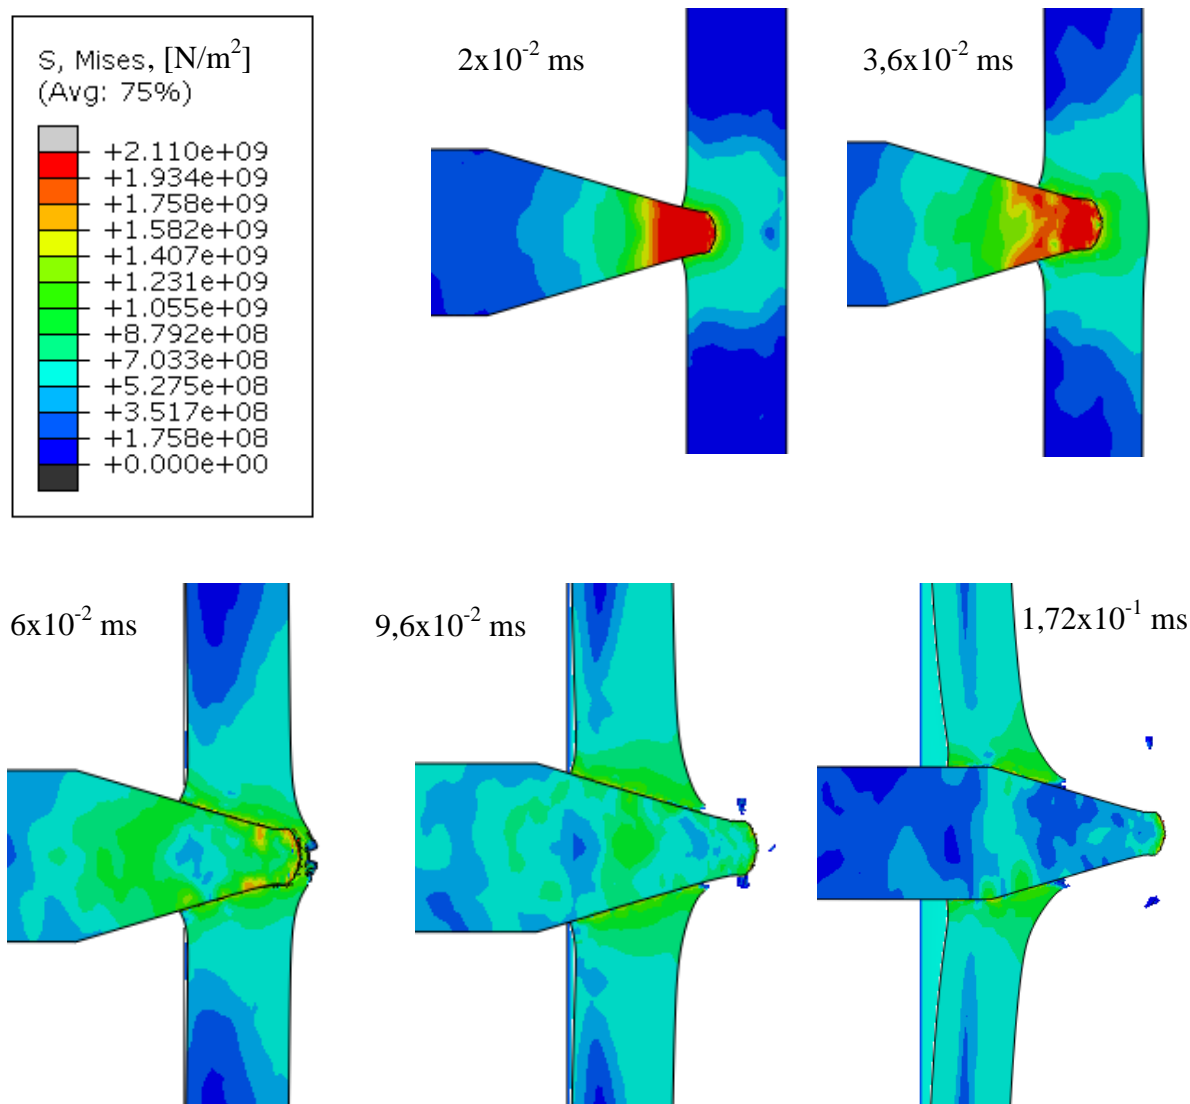 S, Mises, [N/m²]
(Avg: 75%)
+2.110e+09
+1.934e+09
+1.758e+09
+1.582e+09
+1.407e+09
+1.231e+09
+1.055e+09
+8.792e+08
+7.033e+08
+5.275e+08
+3.517e+08
+1.758e+08
+0.000e+00
2x10⁻² ms
3,6x10⁻² ms
6x10⁻² ms
9,6x10⁻² ms
1,72x10⁻¹ ms